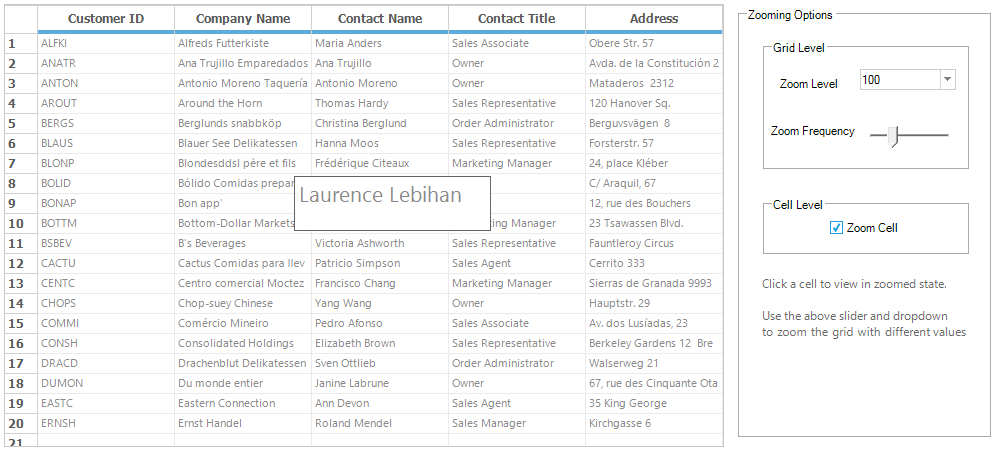 Customer ID Company Name Contact Name Contact Title Address
1 ALFKI Alfreds Futterkiste Maria Anders Sales Associate Obere Str. 57
2 ANATR Ana Trujillo Emparedados Ana Trujillo Owner Avda. de la Constitución 2
3 ANTON Antonio Moreno Taquería Antonio Moreno Owner Mataderos 2312
4 AROUT Around the Horn Thomas Hardy Sales Representative 120 Hanover Sq.
5 BERGS Berglunds snabbköp Christina Berglund Order Administrator Berguvsvägen 8
6 BLAUS Blauer See Delikatessen Hanna Moos Sales Representative Forsterstr. 57
7 BLONP Blondesddsl père et fils Frédérique Citeaux Marketing Manager 24, place Kléber
8 BOLID Bólido Comidas prepar C/ Araquil, 67
Laurence Lebihan
9 BONAP Bon app' 12, rue des Bouchers
10 BOTTM Bottom-Dollar Markets ing Manager 23 Tsawassen Blvd.
11 BSBEV B's Beverages Victoria Ashworth Sales Representative Fauntleroy Circus
12 CACTU Cactus Comidas para llev Patricio Simpson Sales Agent Cerrito 333
13 CENTC Centro comercial Moctez Francisco Chang Marketing Manager Sierras de Granada 9993
14 CHOPS Chop-suey Chinese Yang Wang Owner Hauptstr. 29
15 COMMI Comércio Mineiro Pedro Afonso Sales Associate Av. dos Lusíadas, 23
16 CONSH Consolidated Holdings Elizabeth Brown Sales Representative Berkeley Gardens 12 Bre
17 DRACD Drachenblut Delikatessen Sven Ottlieb Order Administrator Walserweg 21
18 DUMON Du monde entier Janine Labrune Owner 67, rue des Cinquante Ota
19 EASTC Eastern Connection Ann Devon Sales Agent 35 King George
20 ERNSH Ernst Handel Roland Mendel Sales Manager Kirchgasse 6
21
Zooming Options
Grid Level
Zoom Level 100
Zoom Frequency
Cell Level
Zoom Cell
Click a cell to view in zoomed state.
Use the above slider and dropdown
to zoom the grid with different values